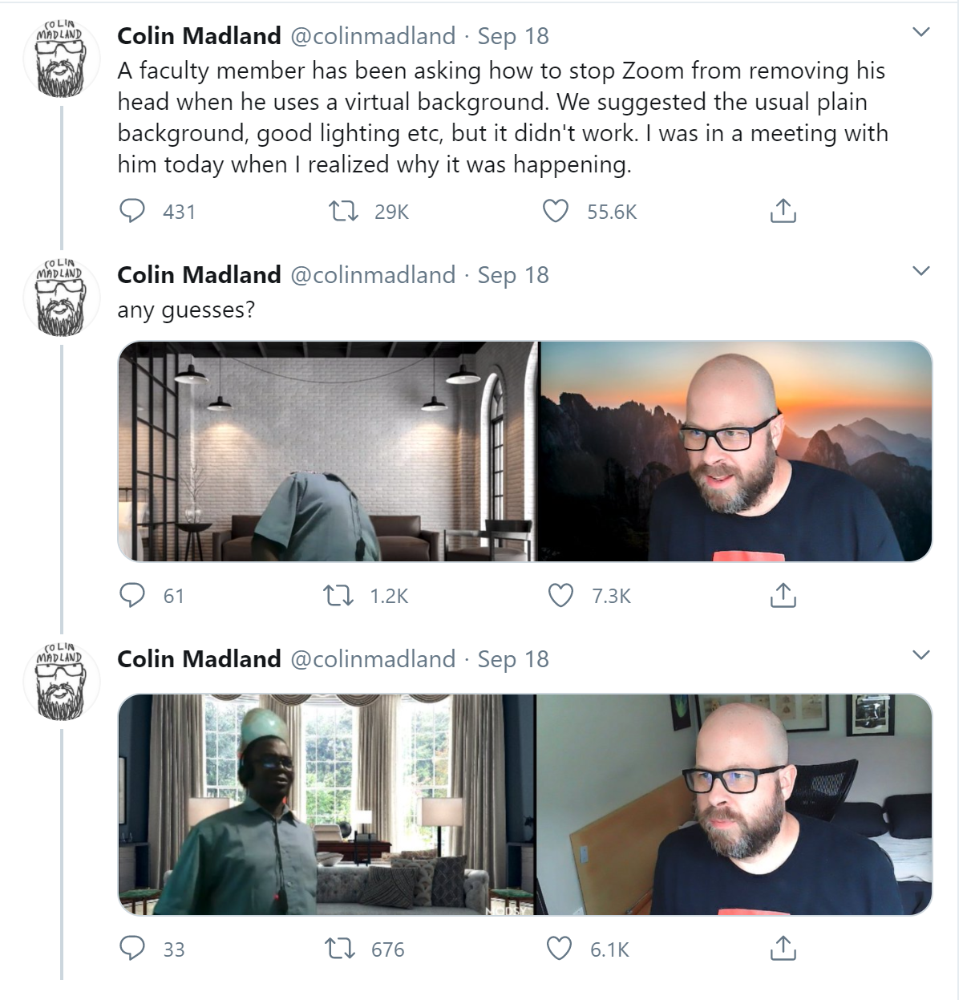 COLIN
MADLAND
Colin Madland @colinmadland · Sep 18
A faculty member has been asking how to stop Zoom from removing his
head when he uses a virtual background. We suggested the usual plain
background, good lighting etc, but it didn't work. I was in a meeting with
him today when I realized why it was happening.
431 29K 55.6K
COLIN
MADLAND
Colin Madland @colinmadland · Sep 18
any guesses?
61 1.2K 7.3K
COLIN
MADLAND
Colin Madland @colinmadland · Sep 18
33 676 6.1K